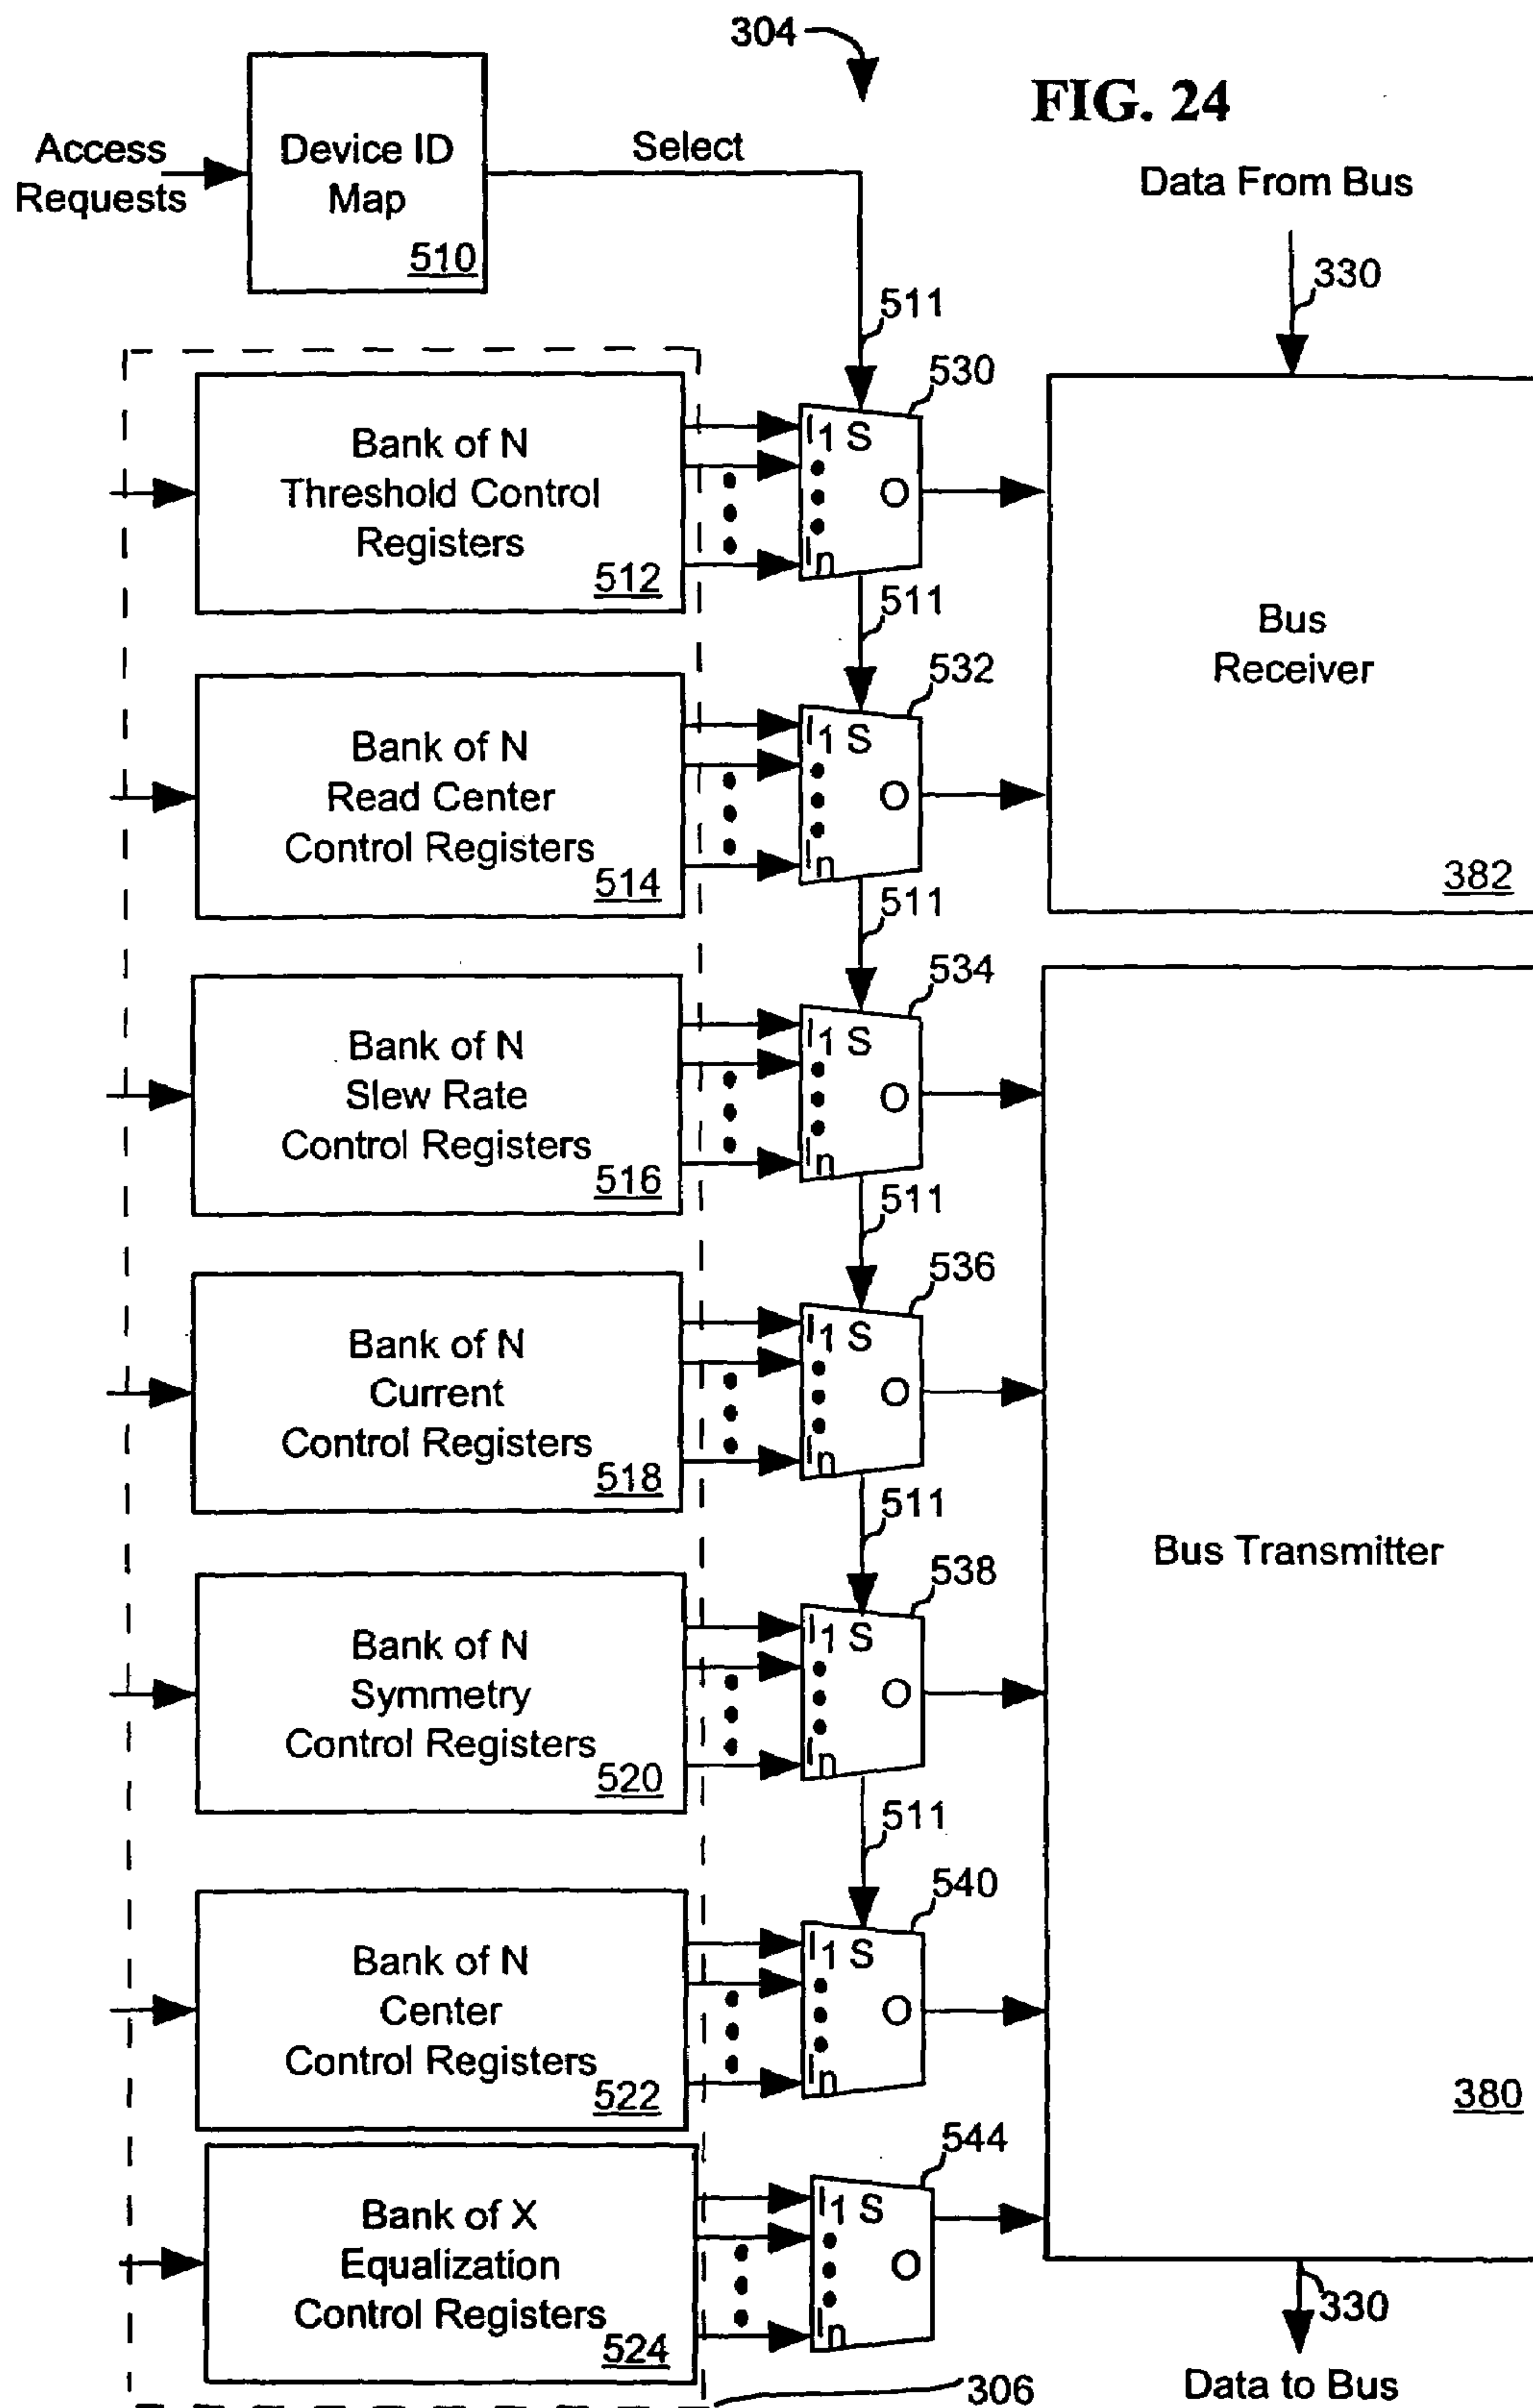 304
FIG. 24
Access
Requests
Device ID
Map
510
Select
Data From Bus
330
511
530
Bank of N
Threshold Control
Registers
512
I1 S
O
In
Bus
Receiver
382
511
532
Bank of N
Read Center
Control Registers
514
I1 S
O
In
511
534
Bank of N
Slew Rate
Control Registers
516
I1 S
O
In
511
536
Bank of N
Current
Control Registers
518
I1 S
O
In
511
538
Bus Transmitter
380
Bank of N
Symmetry
Control Registers
520
I1 S
O
In
511
540
Bank of N
Center
Control Registers
522
I1 S
O
In
544
Bank of X
Equalization
Control Registers
524
I1 S
O
In
330
306
Data to Bus